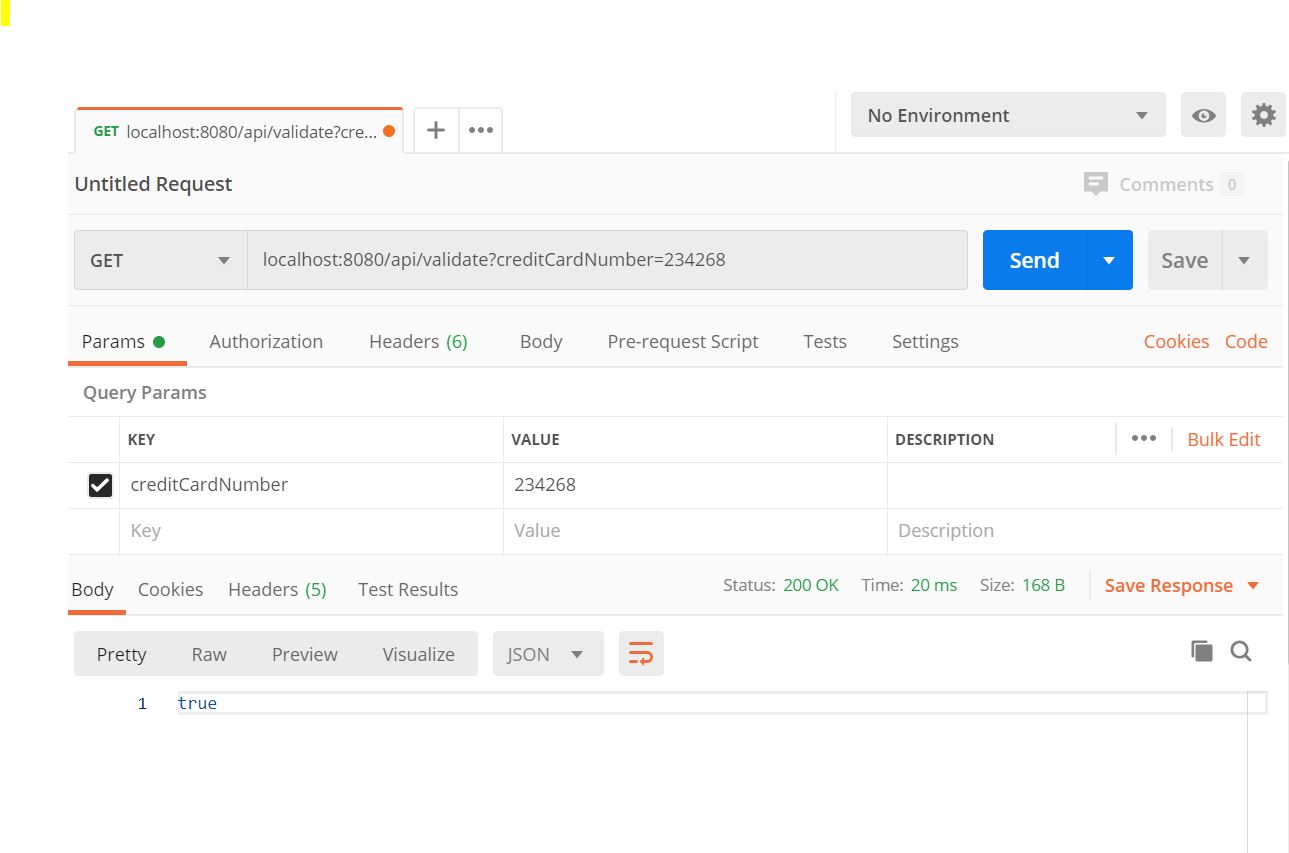 No Environment
GET localhost:8080/api/validate?cre...
Untitled Request
Comments 0
GET localhost:8080/api/validate?creditCardNumber=234268 Send Save
Params Authorization Headers (6) Body Pre-request Script Tests Settings Cookies Code
Query Params
KEY VALUE DESCRIPTION ••• Bulk Edit
creditCardNumber 234268
Key Value Description
Body Cookies Headers (5) Test Results Status: 200 OK Time: 20 ms Size: 168 B Save Response
Pretty Raw Preview Visualize JSON
1 true